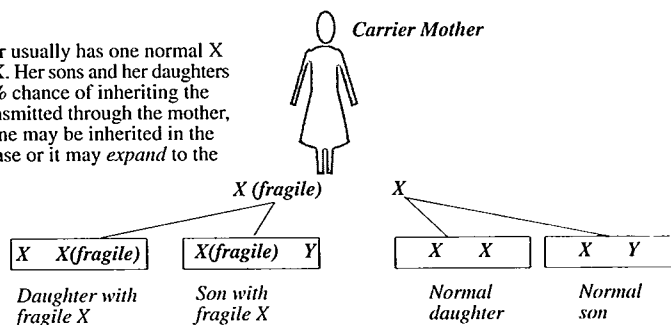 Carrier Mother
r usually has one normal X
X. Her sons and her daughters
% chance of inheriting the
nsmitted through the mother,
ne may be inherited in the
ase or it may expand to the
X (fragile) X
X X(fragile) X(fragile) Y X X X Y
Daughter with Son with Normal Normal
fragile X fragile X daughter son